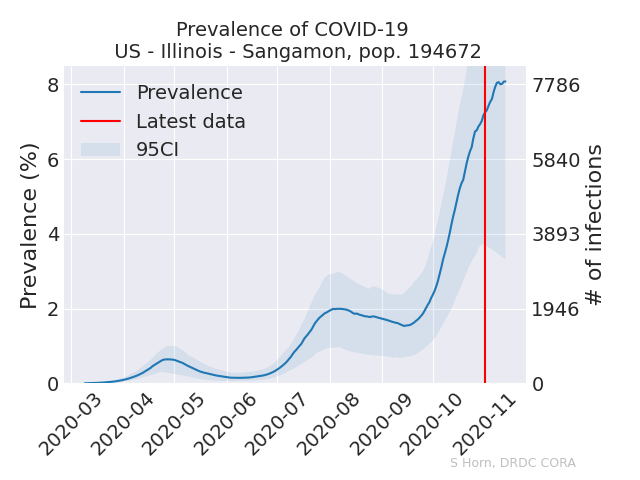 Prevalence of COVID-19
US - Illinois - Sangamon, pop. 194672
Prevalence
Latest data
95CI
Prevalence (%)
8
6
4
2
0
7786
5840
3893
1946
0
# of infections
2020-03
2020-04
2020-05
2020-06
2020-07
2020-08
2020-09
2020-10
2020-11
S Horn, DRDC CORA